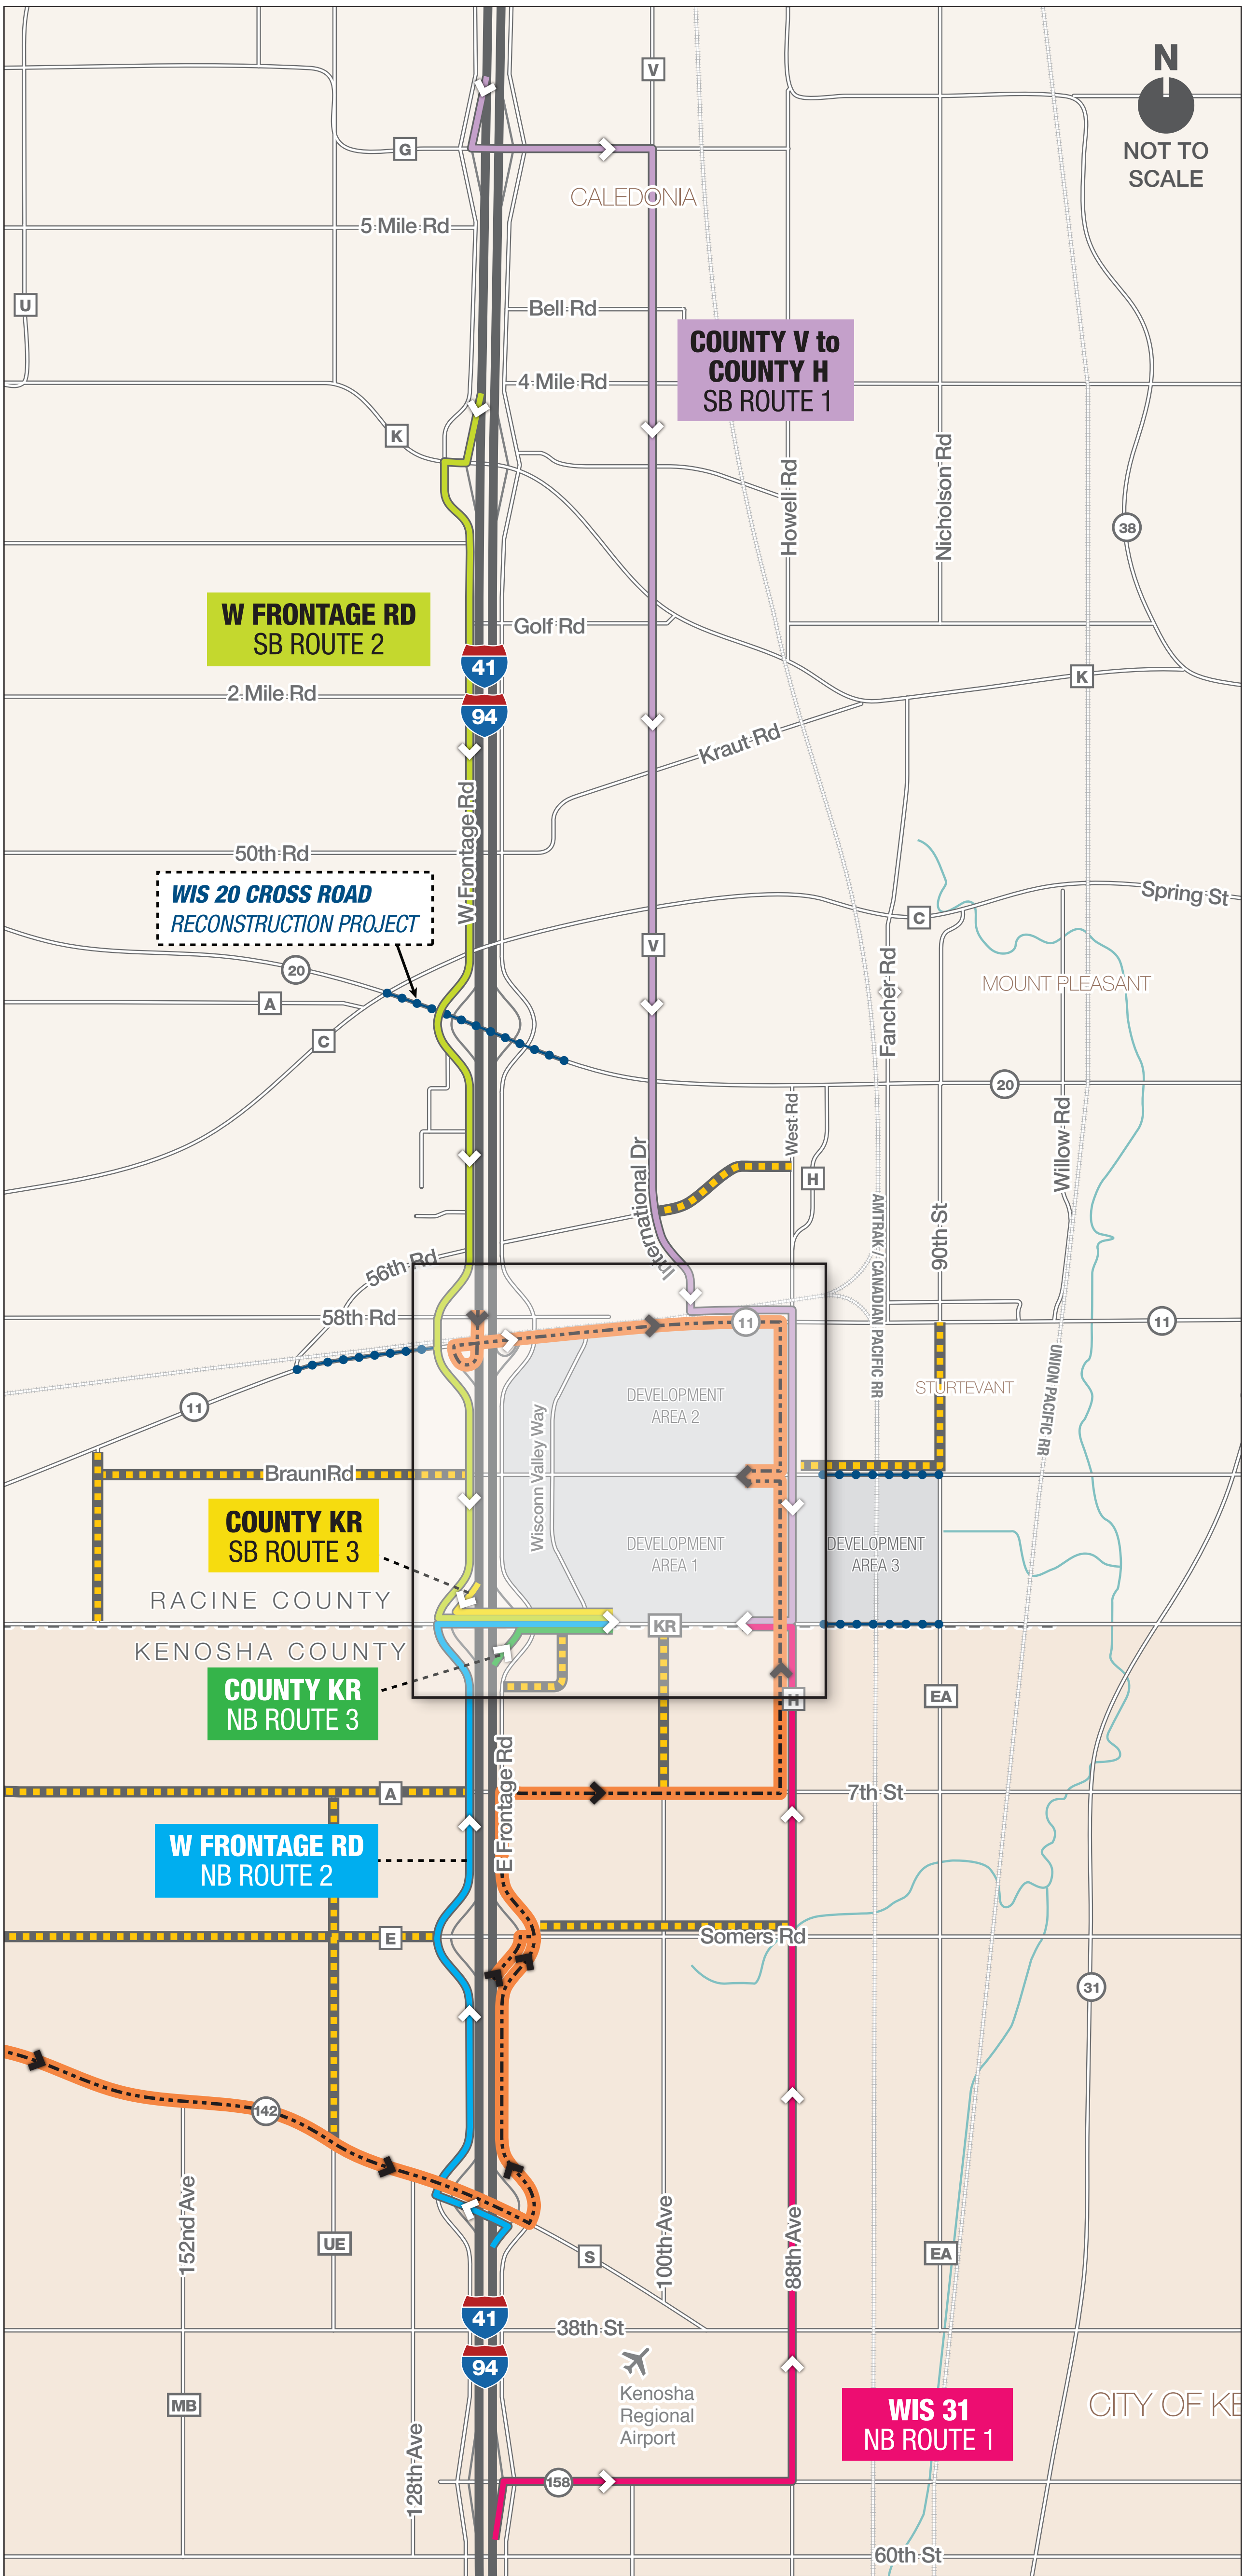 N
NOT TO
SCALE
V
G
CALEDONIA
5 Mile Rd
U
Bell Rd
COUNTY V to
COUNTY H
SB ROUTE 1
4 Mile Rd
K
Howell Rd
Nicholson Rd
38
W FRONTAGE RD
SB ROUTE 2
Golf Rd
41
K
2 Mile Rd
94
Kraut Rd
W Frontage Rd
50th Rd
WIS 20 CROSS ROAD
RECONSTRUCTION PROJECT
Spring St
C
V
20
Fancher Rd
MOUNT PLEASANT
A
C
20
West Rd
Willow Rd
International Dr
H
AMTRAK / CANADIAN PACIFIC RR
90th St
56th Rd
58th Rd
11
11
UNION PACIFIC RR
DEVELOPMENT
AREA 2
STURTEVANT
11
Wisconn Valley Way
Braun Rd
COUNTY KR
SB ROUTE 3
DEVELOPMENT
AREA 1
DEVELOPMENT
AREA 3
RACINE COUNTY
KR
KENOSHA COUNTY
COUNTY KR
NB ROUTE 3
H
EA
E Frontage Rd
A
7th St
W FRONTAGE RD
NB ROUTE 2
E
Somers Rd
31
142
152nd Ave
UE
S
100th Ave
88th Ave
EA
41
38th St
94
Kenosha
Regional
Airport
MB
WIS 31
NB ROUTE 1
CITY OF KE
128th Ave
158
60th St